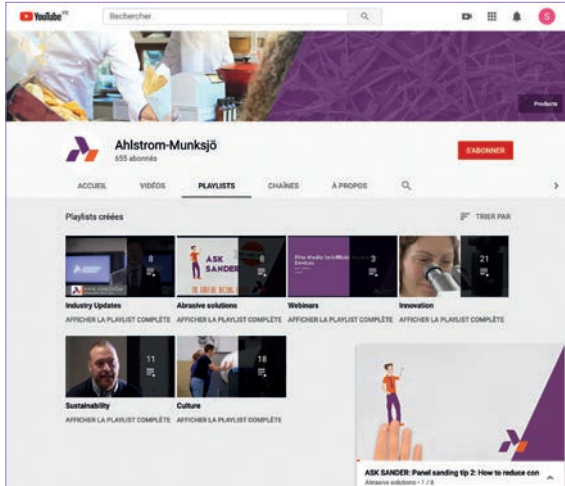 YouTube FR
Rechercher
S
Products
Ahlstrom-Munksjö
655 abonnés
S'ABONNER
ACCUEIL
VIDÉOS
PLAYLISTS
CHAÎNES
À PROPOS
Playlists créées
TRIER PAR
8
ASK
SANDER
3
21
Industry Updates
Abrasive solutions
Webinars
Innovation
AFFICHER LA PLAYLIST COMPLÈTE
AFFICHER LA PLAYLIST COMPLÈTE
AFFICHER LA PLAYLIST COMPLÈTE
AFFICHER LA PLAYLIST COMPLÈTE
11
18
Sustainability
Culture
AFFICHER LA PLAYLIST COMPLÈTE
AFFICHER LA PLAYLIST COMPLÈTE
ASK SANDER: Panel sanding tip 2: How to reduce con
Abrasive solutions • 1 / 8